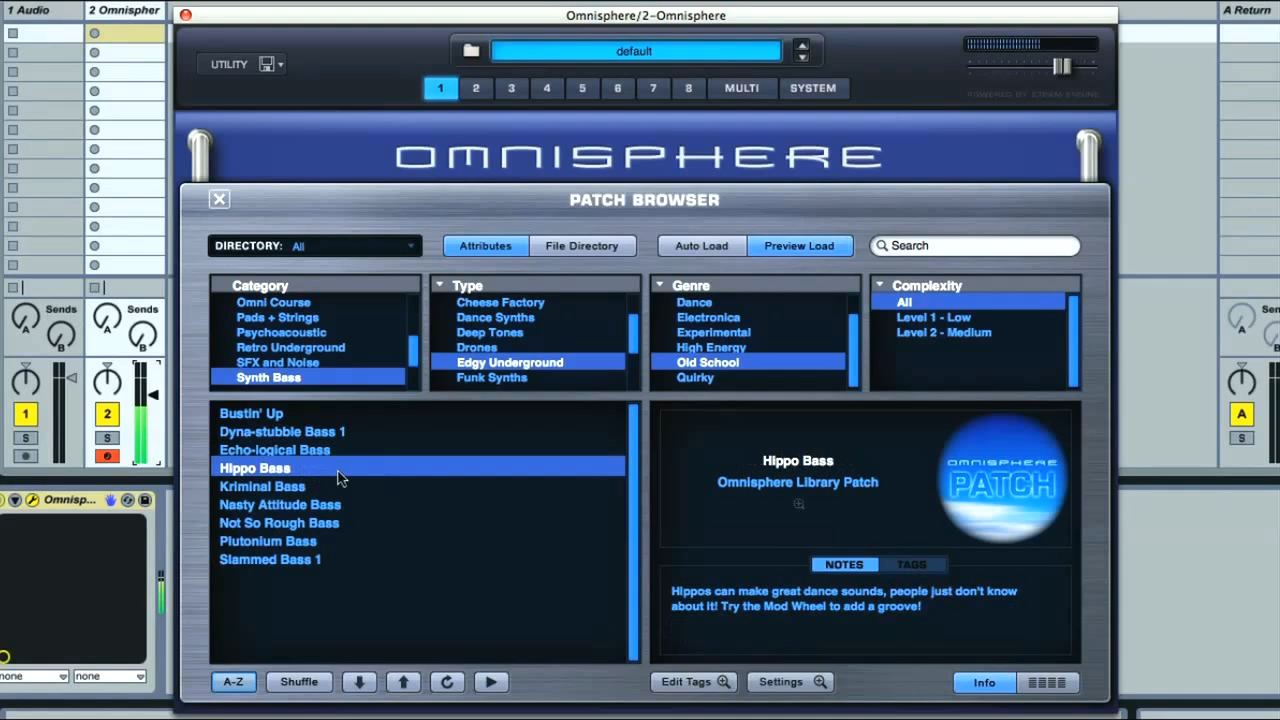 1 Audio
2 Omnispher
Omnisphere/2-Omnisphere
A Return
UTILITY
default
1 2 3 4 5 6 7 8 MULTI SYSTEM
POWERED BY STEAM ENGINE
OMNISPHERE
PATCH BROWSER
DIRECTORY: All
Attributes
File Directory
Auto Load
Preview Load
Search
Category
Omni Course
Pads + Strings
Psychoacoustic
Retro Underground
SFX and Noise
Synth Bass
Type
Cheese Factory
Dance Synths
Deep Tones
Drones
Edgy Underground
Funk Synths
Genre
Dance
Electronica
Experimental
High Energy
Old School
Quirky
Complexity
All
Level 1 - Low
Level 2 - Medium
Sends
A
B
Sends
A
B
Sends
A
B
1
S
2
S
A
S
Bustin' Up
Dyna-stubble Bass 1
Echo-logical Bass
Hippo Bass
Kriminal Bass
Nasty Attitude Bass
Not So Rough Bass
Plutonium Bass
Slammed Bass 1
Hippo Bass
Omnisphere Library Patch
OMNISPHERE
PATCH
NOTES
TAGS
Hippos can make great dance sounds, people just don't know
about it! Try the Mod Wheel to add a groove!
Omnisp...
none
none
A-Z
Shuffle
Edit Tags
Settings
Info